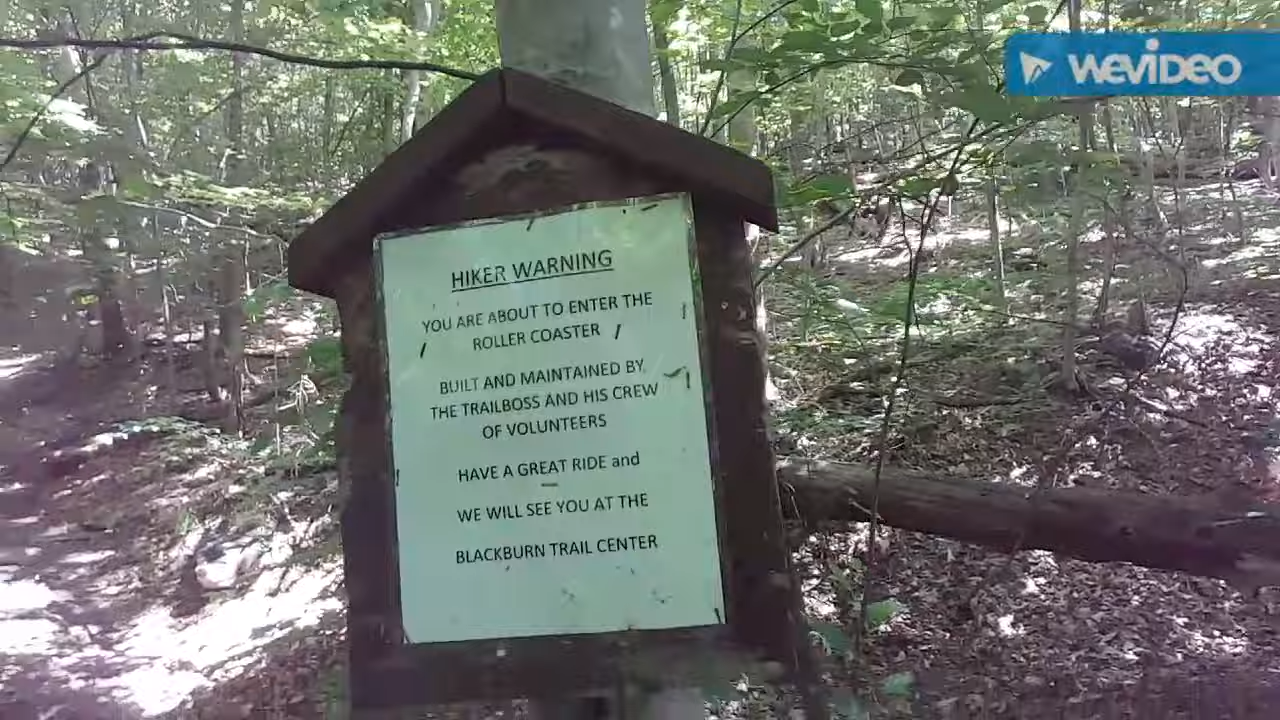 WEVIDEO
HIKER WARNING
YOU ARE ABOUT TO ENTER THE
ROLLER COASTER
BUILT AND MAINTAINED BY
THE TRAILBOSS AND HIS CREW
OF VOLUNTEERS
HAVE A GREAT RIDE and
WE WILL SEE YOU AT THE
BLACKBURN TRAIL CENTER